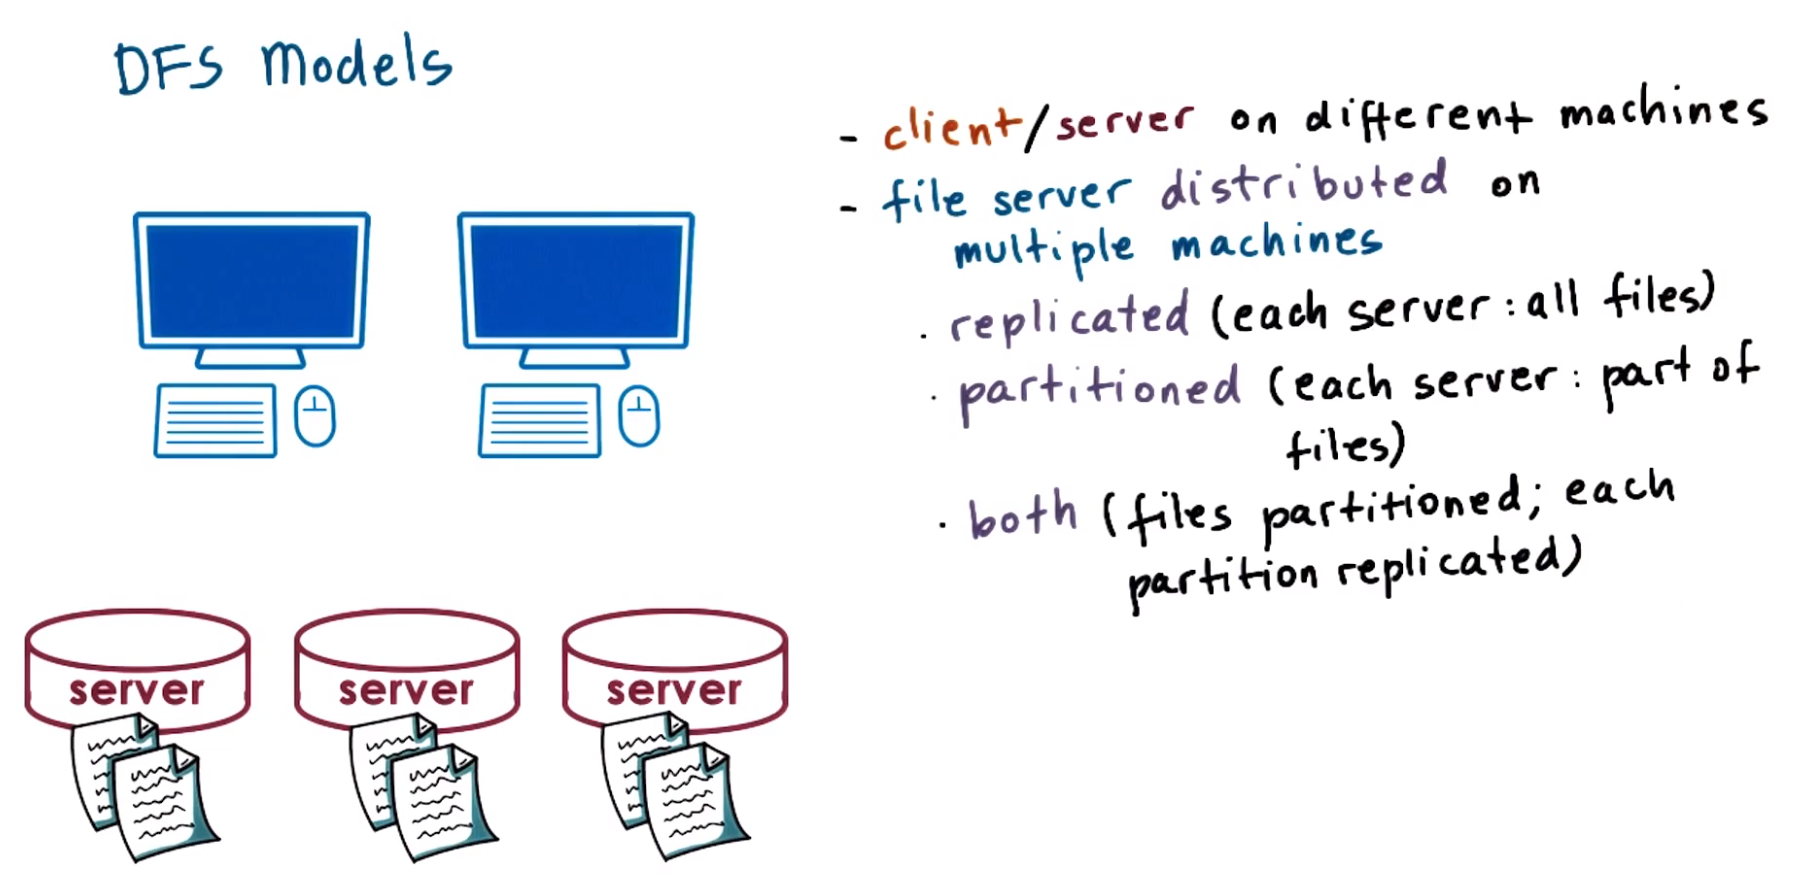 DFS Models
- client/server on different machines
- file server distributed on
multiple machines
. replicated (each server: all files)
. partitioned (each server: part of
files)
. both (files partitioned; each
partition replicated)
server
server
server